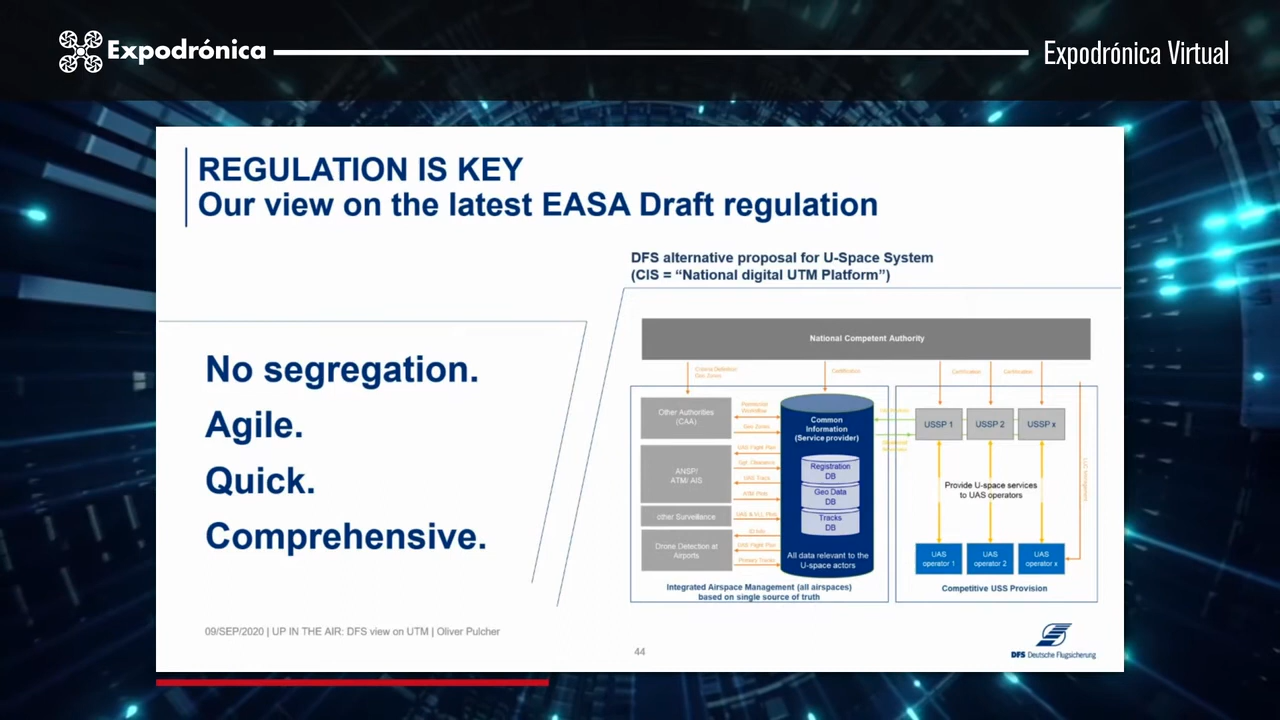 Expodrónica
Expodrónica Virtual
REGULATION IS KEY
Our view on the latest EASA Draft regulation
DFS alternative proposal for U-Space System
(CIS = “National digital UTM Platform”)
No segregation.
Agile.
Quick.
Comprehensive.
National Competent Authority
Criteria Definition
Geo Zones
Certification
Certification
Certification
Other Authorities
(CAA)
ANSP/
ATM/ AIS
other Surveillance
Drone Detection at
Airports
Geo Zones
UAS Flight Plan
UAS Tracks
UAS Flight Plan
Primary Tracks
Common
Information
(Service provider)
Registration
DB
Geo Data
DB
Tracks
DB
All data relevant to the
U-space actors
Integrated Airspace Management (all airspaces)
based on single source of truth
USSP 1
USSP 2
USSP x
Provide U-space services
to UAS operators
UAS
operator 1
UAS
operator 2
UAS
operator x
Competitive USS Provision
09/SEP/2020 | UP IN THE AIR: DFS view on UTM | Oliver Pulcher
44
DFS Deutsche Flugsicherung